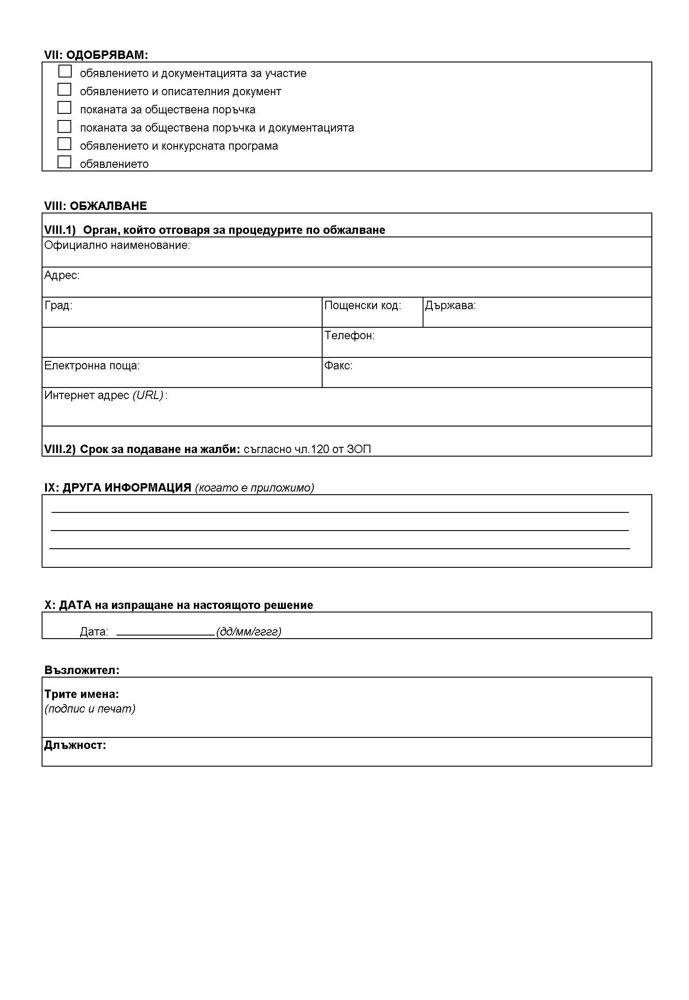 VII: ОДОБРЯВАМ:
обявлението и документацията за участие
обявлението и описателния документ
поканата за обществена поръчка
поканата за обществена поръчка и документацията
обявлението и конкурсната програма
обявлението
VIII: ОБЖАЛВАНЕ
VIII.1) Орган, който отговаря за процедурите по обжалване
Официално наименование:
Адрес:
Град: Пощенски код: Държава:
Телефон:
Електронна поща: Факс:
Интернет адрес (URL):
VIII.2) Срок за подаване на жалби: съгласно чл.120 от ЗОП
IX: ДРУГА ИНФОРМАЦИЯ (когато е приложимо)
X: ДАТА на изпращане на настоящото решение
Дата: (дд/мм/гггг)
Възложител:
Трите имена:
(подпис и печат)
Длъжност: